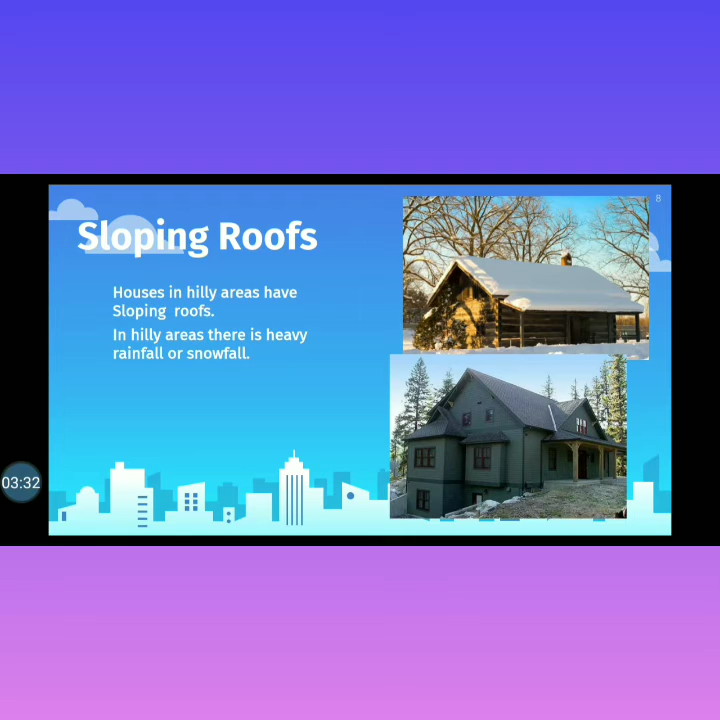 8
Sloping Roofs
Houses in hilly areas have
Sloping roofs.
In hilly areas there is heavy
rainfall or snowfall.
03:32